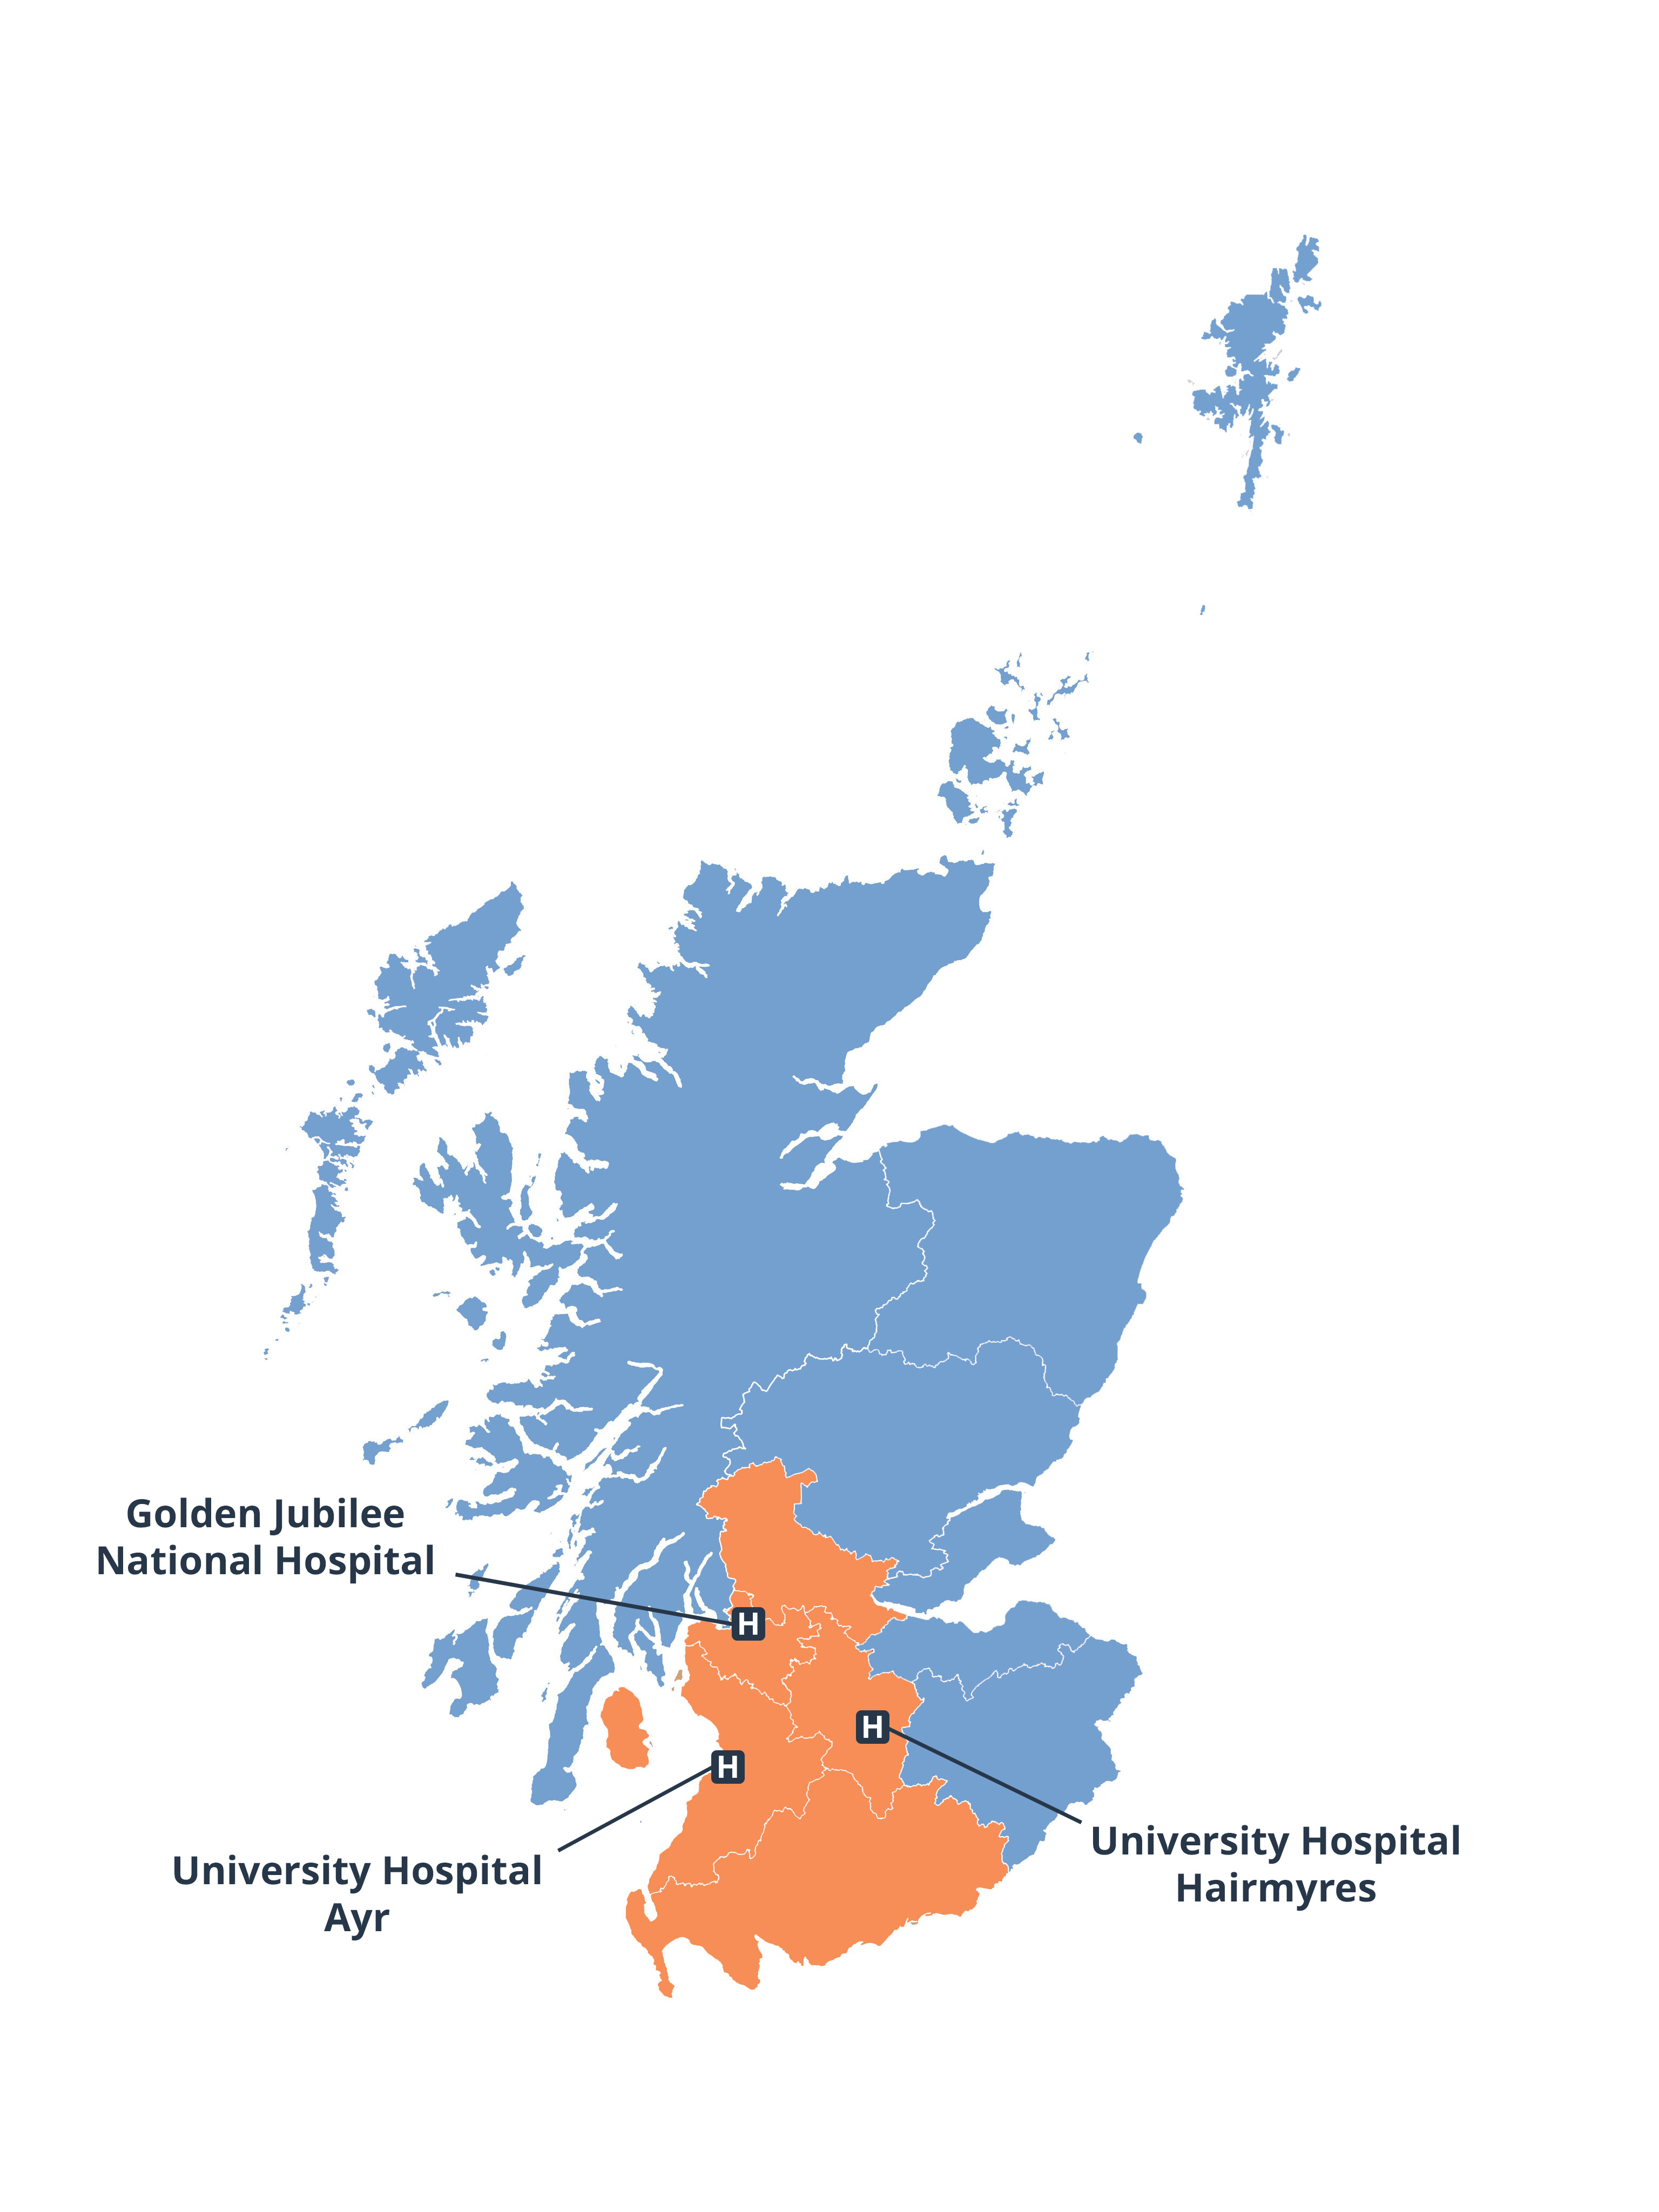 Golden Jubilee
National Hospital
H
H
H
University Hospital
Ayr
University Hospital
Hairmyres